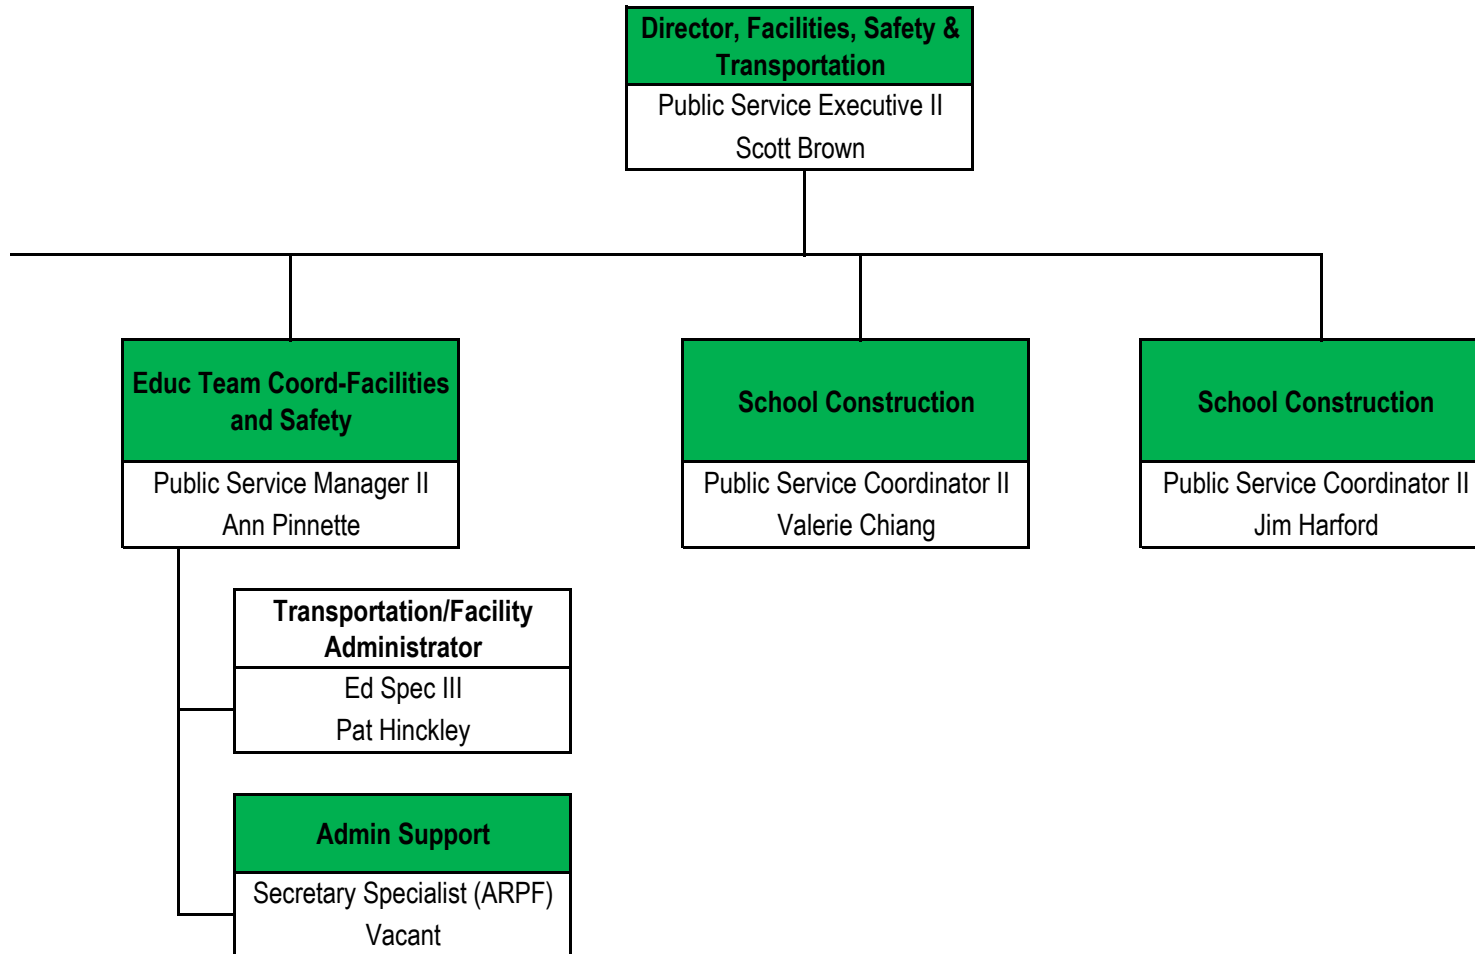 Director, Facilities, Safety &
Transportation
Public Service Executive II
Scott Brown
Educ Team Coord-Facilities
and Safety
Public Service Manager II
Ann Pinnette
School Construction
Public Service Coordinator II
Valerie Chiang
School Construction
Public Service Coordinator II
Jim Harford
Transportation/Facility
Administrator
Ed Spec III
Pat Hinckley
Admin Support
Secretary Specialist (ARPF)
Vacant